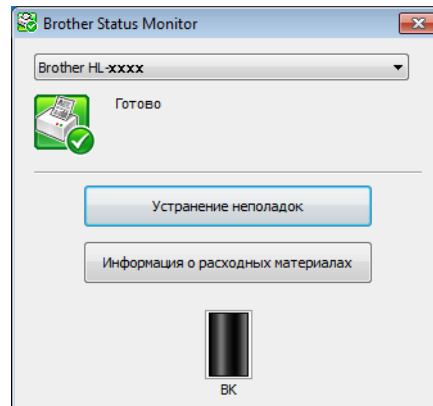 Brother Status Monitor
Brother HL-xxxx
Готово
Устранение неполадок
Информация о расходных материалах
BK